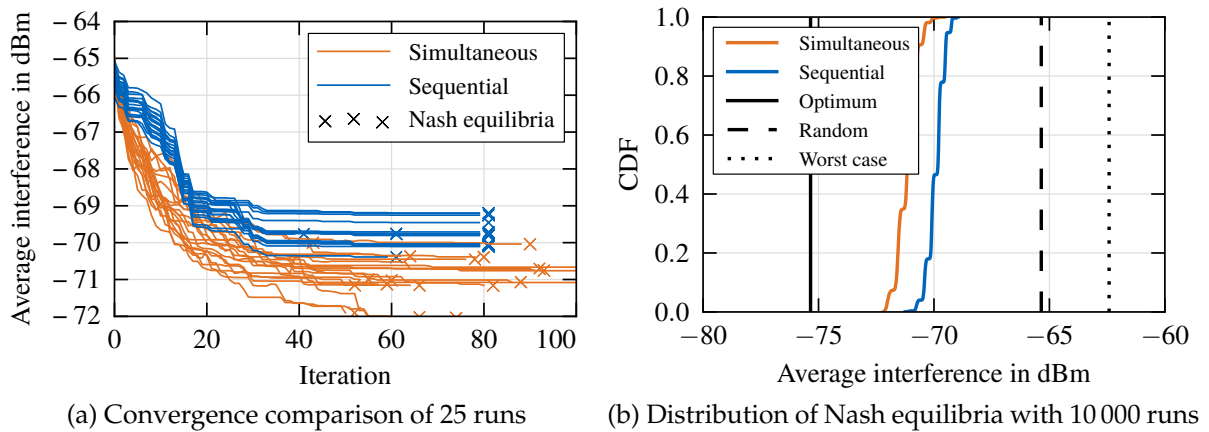 Average interference in dBm
−64
−65
−66
−67
−68
−69
−70
−71
−72
0
20
40
60
80
100
Iteration
Simultaneous
Sequential
Nash equilibria
(a) Convergence comparison of 25 runs
CDF
1.0
0.8
0.6
0.4
0.2
0.0
−80
−75
−70
−65
−60
Average interference in dBm
Simultaneous
Sequential
Optimum
Random
Worst case
(b) Distribution of Nash equilibria with 10 000 runs